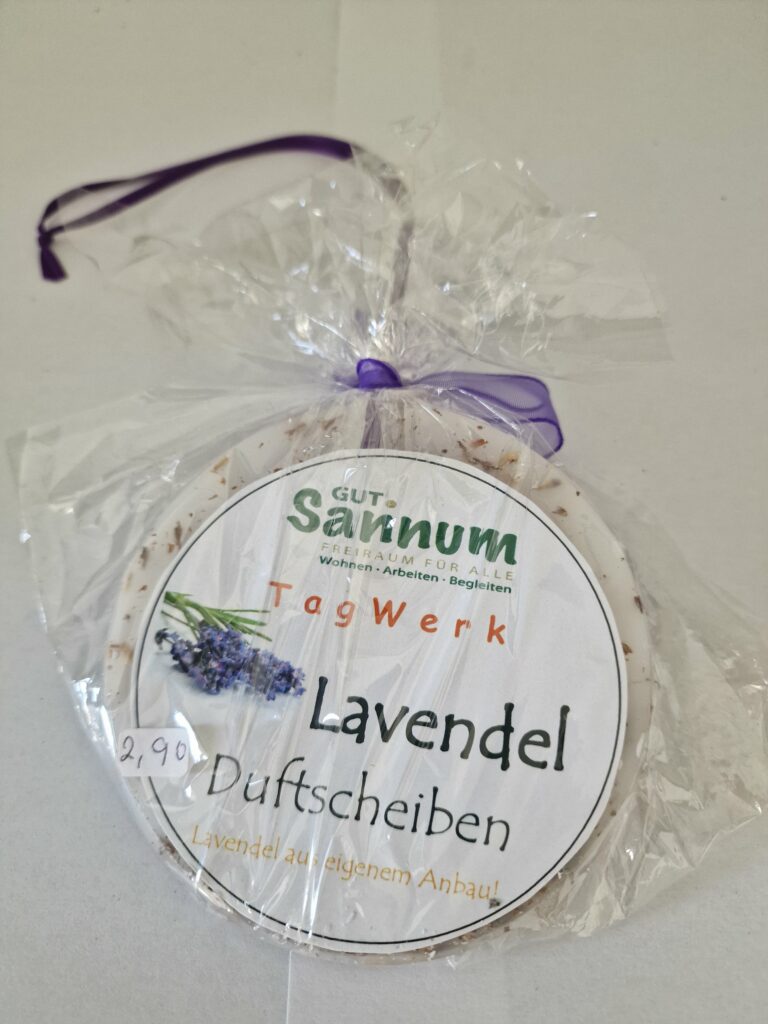 GUT
Sannum
FREIRAUM FÜR ALLE
Wohnen · Arbeiten · Begleiten
TagWerk
Lavendel
2,90
Duftscheiben
Lavendel aus eigenem Anbau!